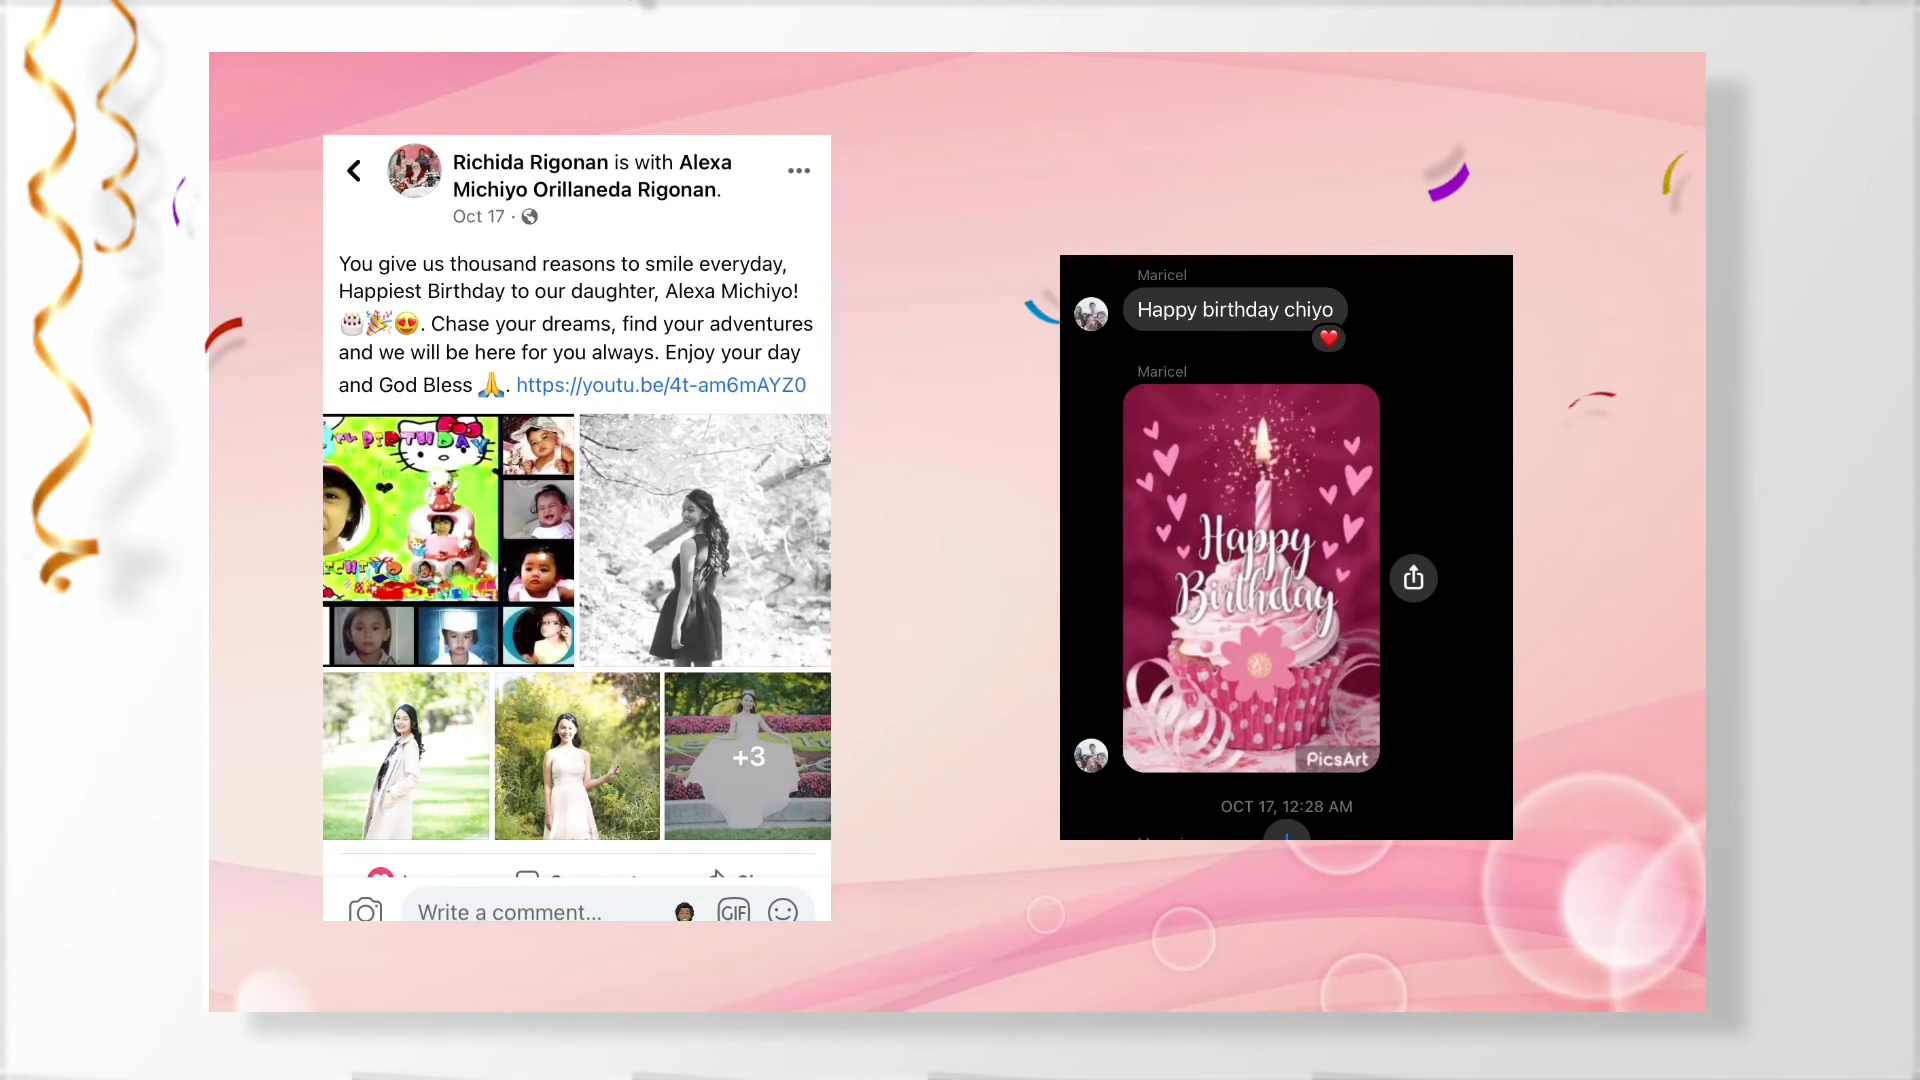 Richida Rigonan is with Alexa
Michiyo Orillaneda Rigonan.
Oct 17 ·
You give us thousand reasons to smile everyday,
Happiest Birthday to our daughter, Alexa Michiyo!
🎂🎉😍. Chase your dreams, find your adventures
and we will be here for you always. Enjoy your day
and God Bless 🙏. https://youtu.be/4t-am6mAYZ0
BIRTHDAY
+3
Write a comment...
GIF
Maricel
Happy birthday chiyo
Maricel
Happy
Birthday
PicsArt
OCT 17, 12:28 AM